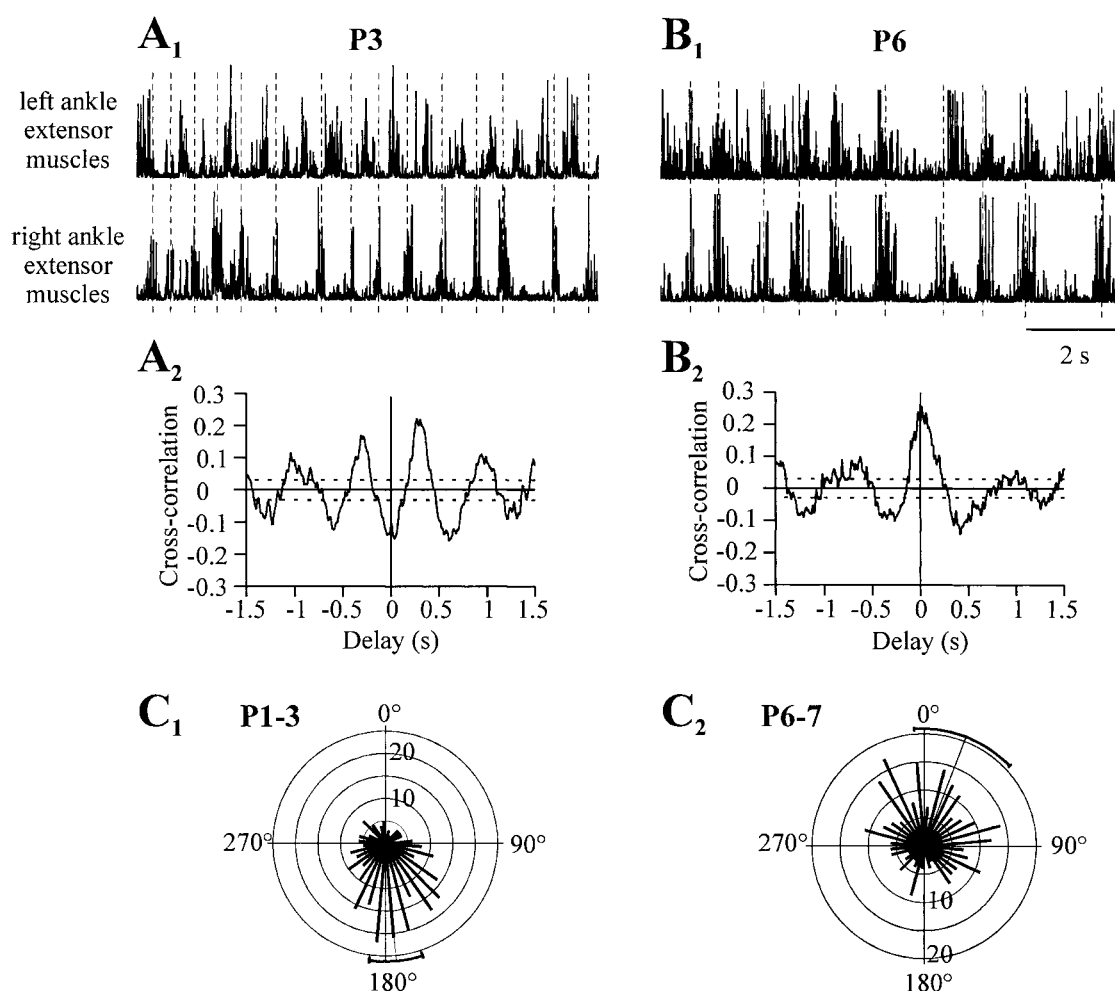 A1 P3 B1 P6
left ankle
extensor
muscles
right ankle
extensor
muscles
2 s
A2 B2
Cross-correlation
0.3
0.2
0.1
0
-0.1
-0.2
-0.3
-1.5 -1 -0.5 0 0.5 1 1.5
Delay (s)
Cross-correlation
0.3
0.2
0.1
0
-0.1
-0.2
-0.3
-1.5 -1 -0.5 0 0.5 1 1.5
Delay (s)
C1 P1-3
0°
20
10
270° 90°
180°
C2 P6-7
0°
270° 90°
10
20
180°